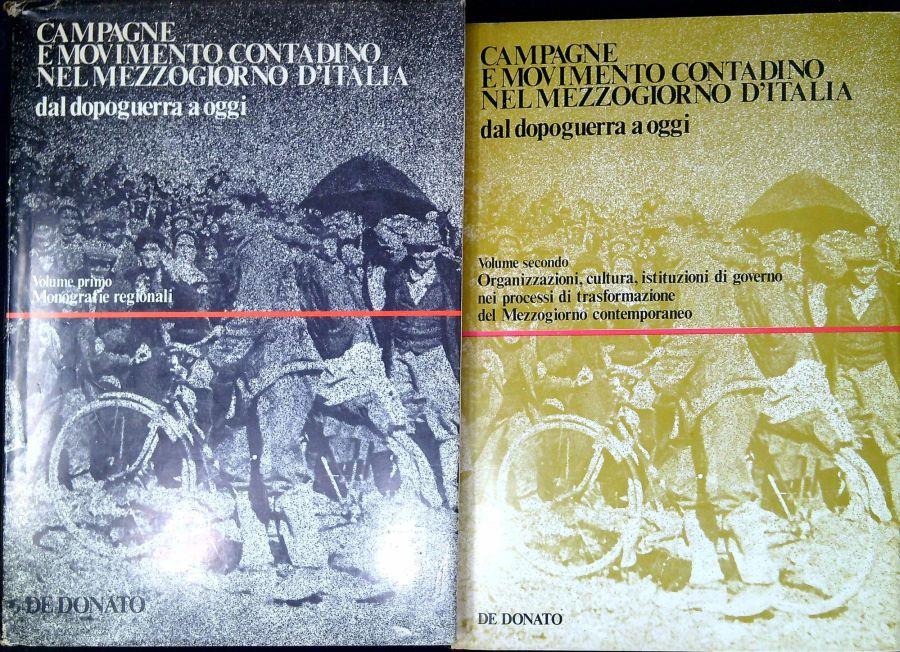 CAMPAGNE
E MOVIMENTO CONTADINO
NEL MEZZOGIORNO D'ITALIA
dal dopoguerra a oggi
Volume primo
Monografie regionali
DE DONATO
CAMPAGNE
E MOVIMENTO CONTADINO
NEL MEZZOGIORNO D'ITALIA
dal dopoguerra a oggi
Volume secondo
Organizzazioni, cultura, istituzioni di governo
nei processi di trasformazione
del Mezzogiorno contemporaneo
DE DONATO